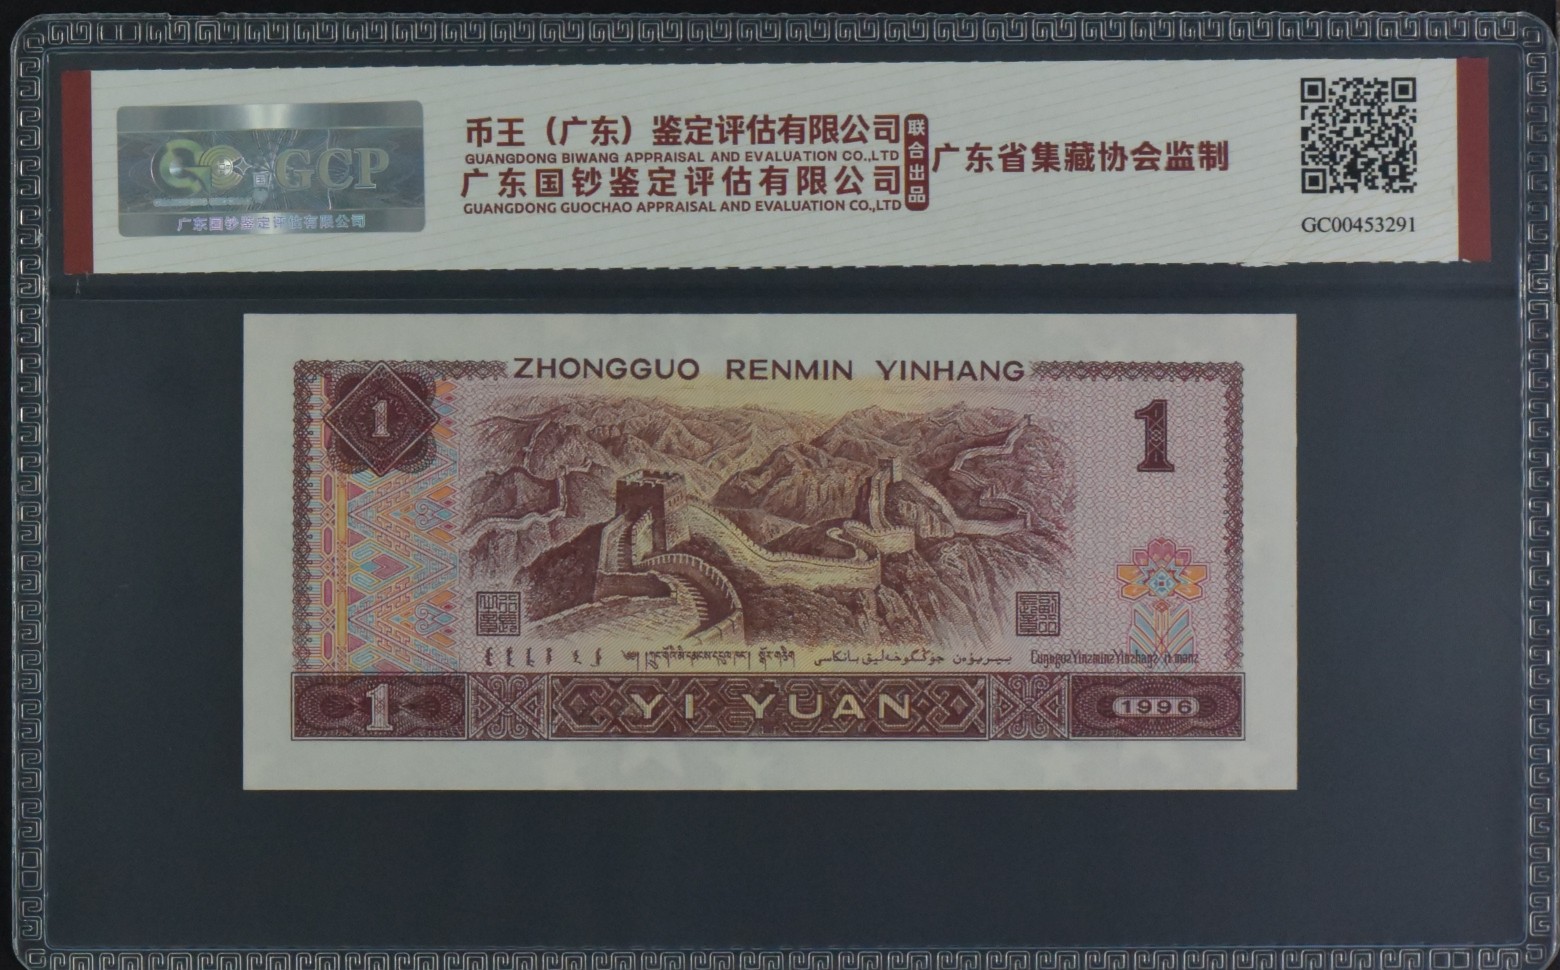 GCP
广东国钞鉴定评估有限公司
币王（广东）鉴定评估有限公司
GUANGDONG BIWANG APPRAISAL AND EVALUATION CO.,LTD
广东国钞鉴定评估有限公司
GUANGDONG GUOCHAO APPRAISAL AND EVALUATION CO.,LTD
联合出品
广东省集藏协会监制
GC00453291
ZHONGGUO RENMIN YINHANG
1
1
1
YI YUAN
1996